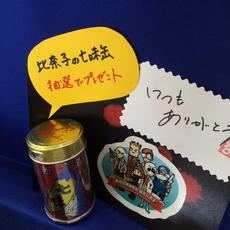 比奈子の七味缶
抽選でプレゼント
いつも
ありがとう